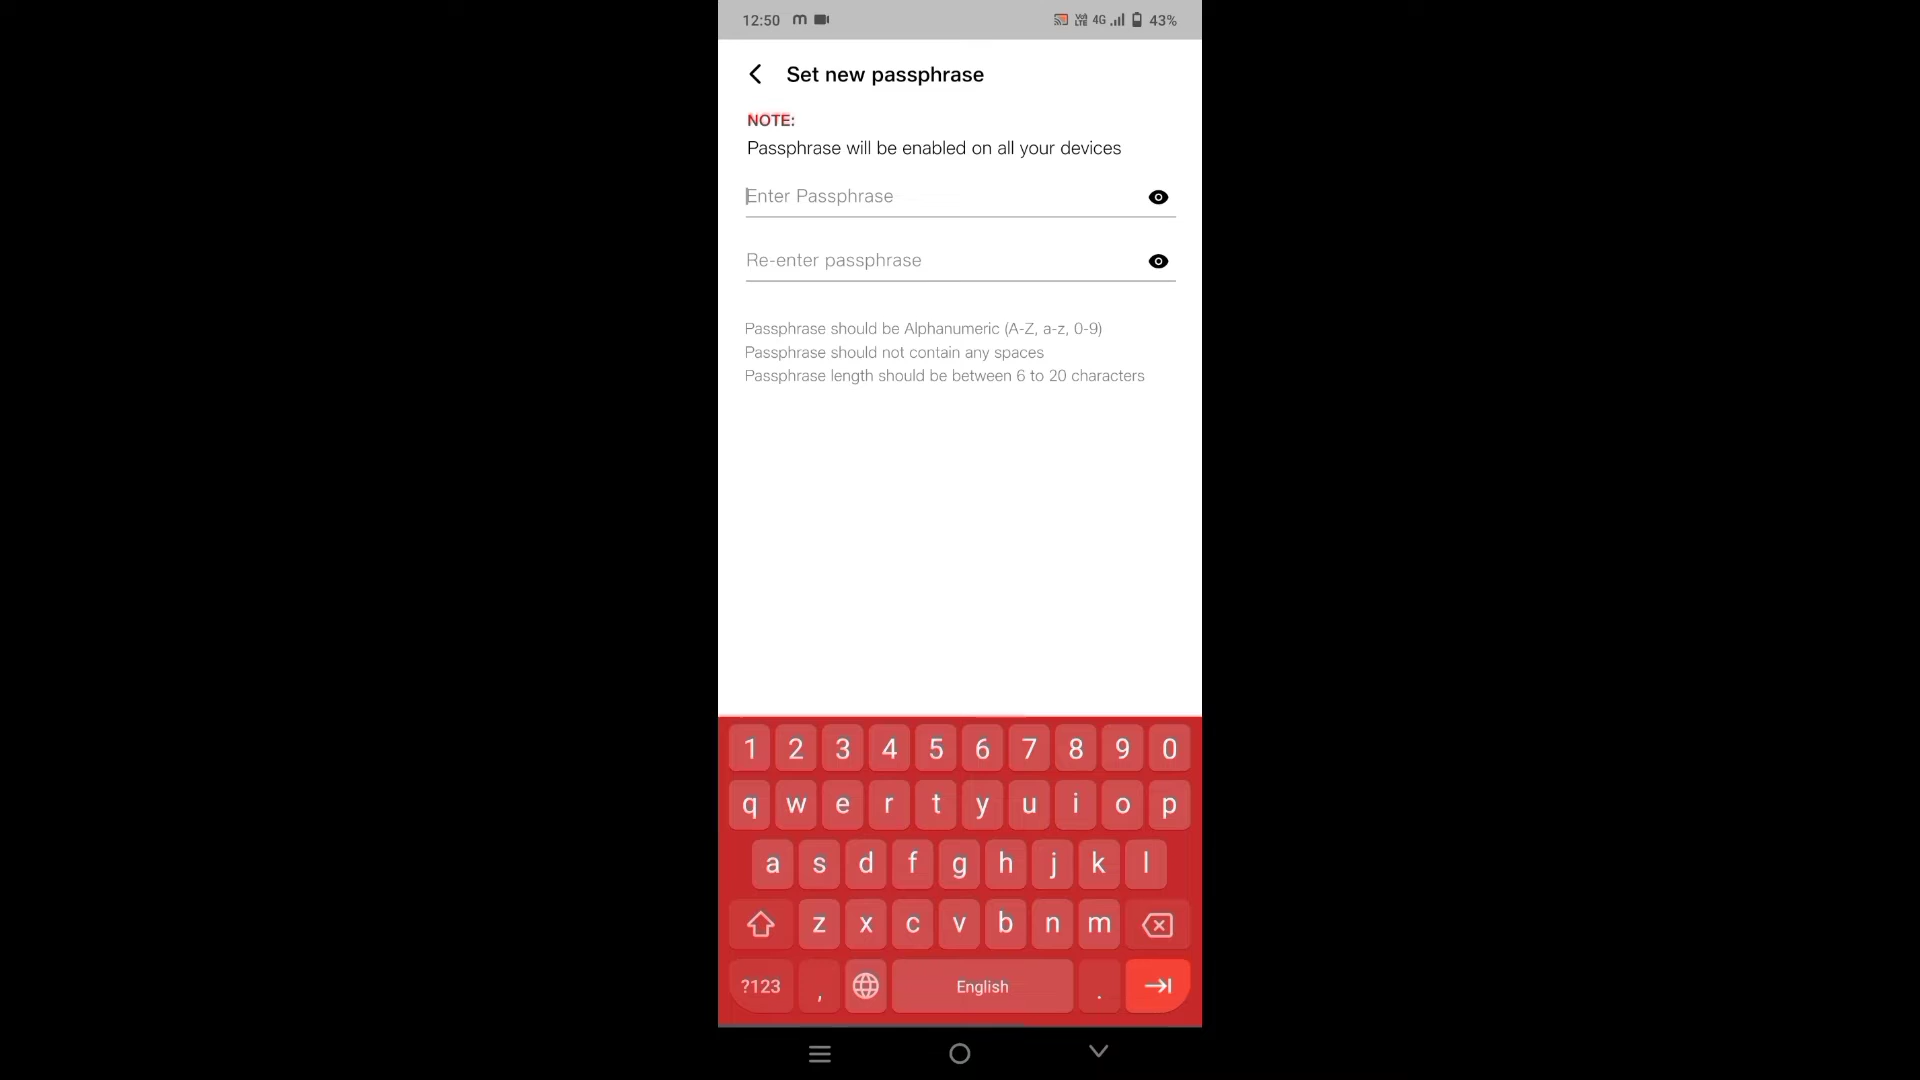 12:50 m 4G 43%
Set new passphrase
NOTE:
Passphrase will be enabled on all your devices
Enter Passphrase
Re-enter passphrase
Passphrase should be Alphanumeric (A-Z, a-z, 0-9)
Passphrase should not contain any spaces
Passphrase length should be between 6 to 20 characters
1 2 3 4 5 6 7 8 9 0
q w e r t y u i o p
a s d f g h j k l
z x c v b n m
?123 , English .